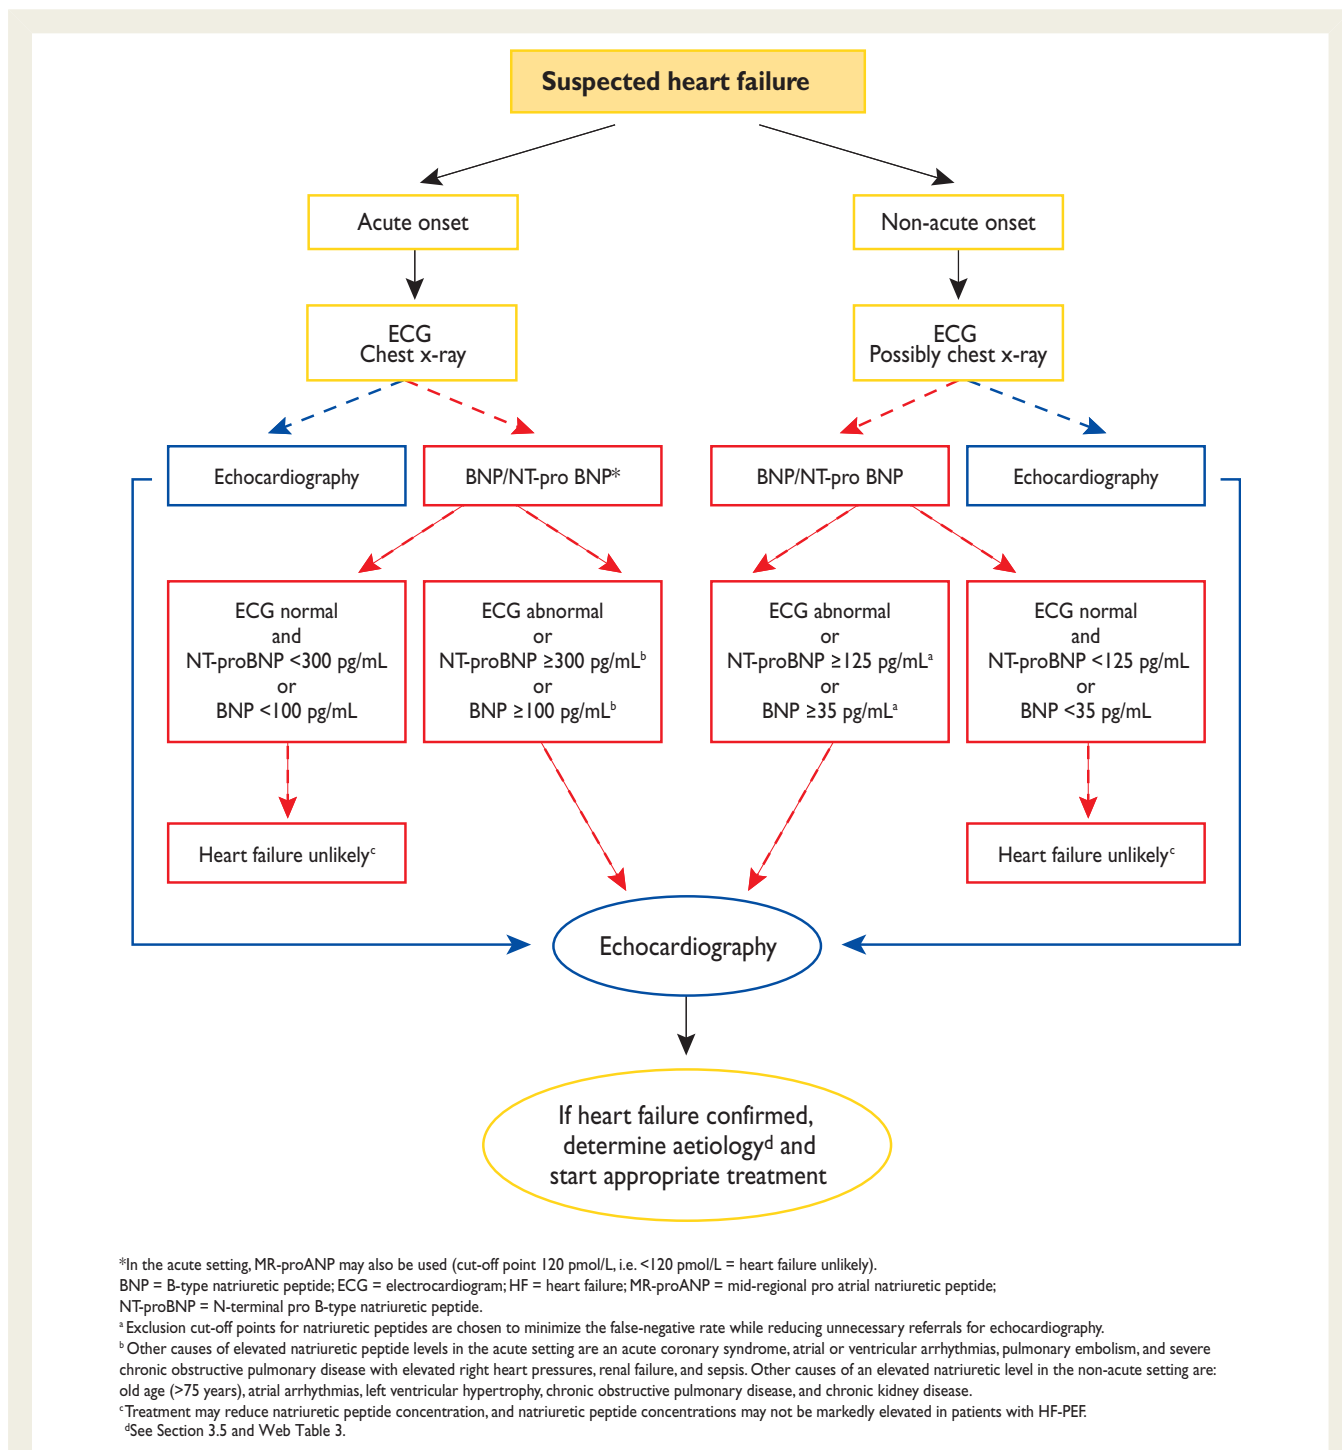 Suspected heart failure
Acute onset
Non-acute onset
ECG
Chest x-ray
ECG
Possibly chest x-ray
Echocardiography
BNP/NT-pro BNP*
BNP/NT-pro BNP
Echocardiography
ECG normal
and
NT-proBNP <300 pg/mL
or
BNP <100 pg/mL
ECG abnormal
or
NT-proBNP ≥300 pg/mLb
or
BNP ≥100 pg/mLb
ECG abnormal
or
NT-proBNP ≥125 pg/mLa
or
BNP ≥35 pg/mLa
ECG normal
and
NT-proBNP <125 pg/mL
or
BNP <35 pg/mL
Heart failure unlikelyc
Heart failure unlikelyc
Echocardiography
If heart failure confirmed,
determine aetiologyd and
start appropriate treatment
*In the acute setting, MR-proANP may also be used (cut-off point 120 pmol/L, i.e. <120 pmol/L = heart failure unlikely).
BNP = B-type natriuretic peptide; ECG = electrocardiogram; HF = heart failure; MR-proANP = mid-regional pro atrial natriuretic peptide;
NT-proBNP = N-terminal pro B-type natriuretic peptide.
a Exclusion cut-off points for natriuretic peptides are chosen to minimize the false-negative rate while reducing unnecessary referrals for echocardiography.
b Other causes of elevated natriuretic peptide levels in the acute setting are an acute coronary syndrome, atrial or ventricular arrhythmias, pulmonary embolism, and severe
chronic obstructive pulmonary disease with elevated right heart pressures, renal failure, and sepsis. Other causes of an elevated natriuretic level in the non-acute setting are:
old age (>75 years), atrial arrhythmias, left ventricular hypertrophy, chronic obstructive pulmonary disease, and chronic kidney disease.
c Treatment may reduce natriuretic peptide concentration, and natriuretic peptide concentrations may not be markedly elevated in patients with HF-PEF.
dSee Section 3.5 and Web Table 3.